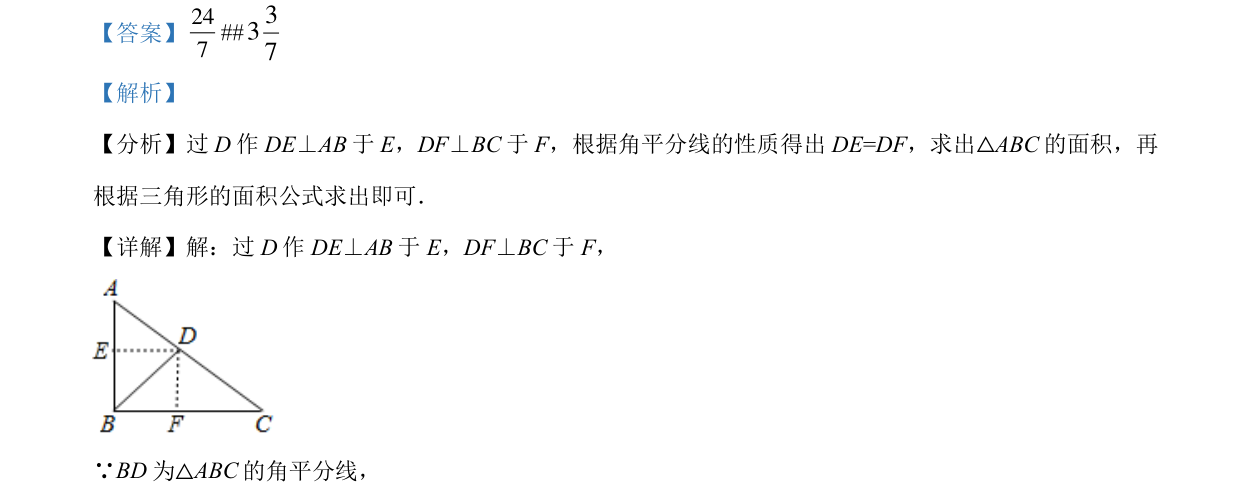 【答案】24/7##3 3/7
【解析】
【分析】过 D 作 DE⊥AB 于 E，DF⊥BC 于 F，根据角平分线的性质得出 DE=DF，求出△ABC 的面积，再
根据三角形的面积公式求出即可．
【详解】解：过 D 作 DE⊥AB 于 E，DF⊥BC 于 F，
A
D
E
B F C
∵BD 为△ABC 的角平分线，